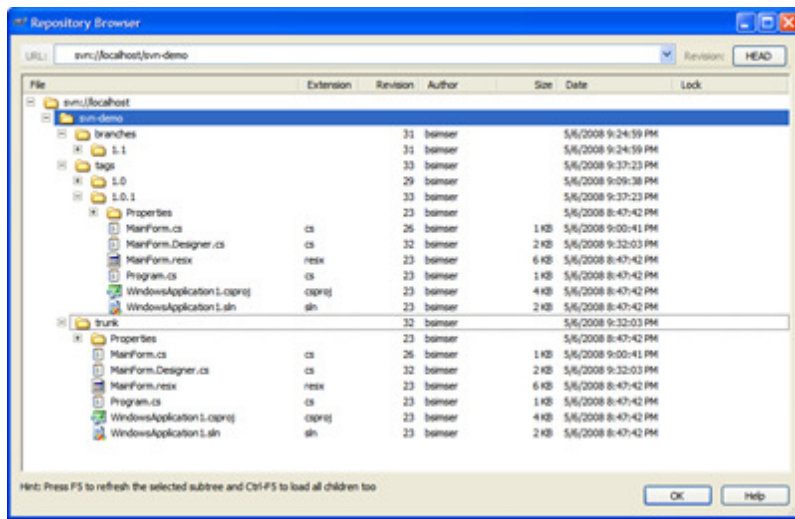 Repository Browser
URL: svn://localhost/svn-demo Revision: HEAD
File Extension Revision Author Size Date Lock
svn://localhost
svn-demo
branches 31 bsimser 5/6/2008 9:24:59 PM
1.1 31 bsimser 5/6/2008 9:24:59 PM
tags 33 bsimser 5/6/2008 9:37:23 PM
1.0 29 bsimser 5/6/2008 9:09:38 PM
1.0.1 33 bsimser 5/6/2008 9:37:23 PM
Properties 23 bsimser 5/6/2008 8:47:42 PM
MainForm.cs cs 26 bsimser 1 KB 5/6/2008 9:00:41 PM
MainForm.Designer.cs cs 32 bsimser 2 KB 5/6/2008 9:32:03 PM
MainForm.resx resx 23 bsimser 6 KB 5/6/2008 8:47:42 PM
Program.cs cs 23 bsimser 1 KB 5/6/2008 8:47:42 PM
WindowsApplication1.csproj csproj 23 bsimser 4 KB 5/6/2008 8:47:42 PM
WindowsApplication1.sln sln 23 bsimser 2 KB 5/6/2008 8:47:42 PM
trunk 32 bsimser 5/6/2008 9:32:03 PM
Properties 23 bsimser 5/6/2008 8:47:42 PM
MainForm.cs cs 26 bsimser 1 KB 5/6/2008 9:00:41 PM
MainForm.Designer.cs cs 32 bsimser 2 KB 5/6/2008 9:32:03 PM
MainForm.resx resx 23 bsimser 6 KB 5/6/2008 8:47:42 PM
Program.cs cs 23 bsimser 1 KB 5/6/2008 8:47:42 PM
WindowsApplication1.csproj csproj 23 bsimser 4 KB 5/6/2008 8:47:42 PM
WindowsApplication1.sln sln 23 bsimser 2 KB 5/6/2008 8:47:42 PM
Hint: Press F5 to refresh the selected subtree and Ctrl-F5 to load all children too
OK Help